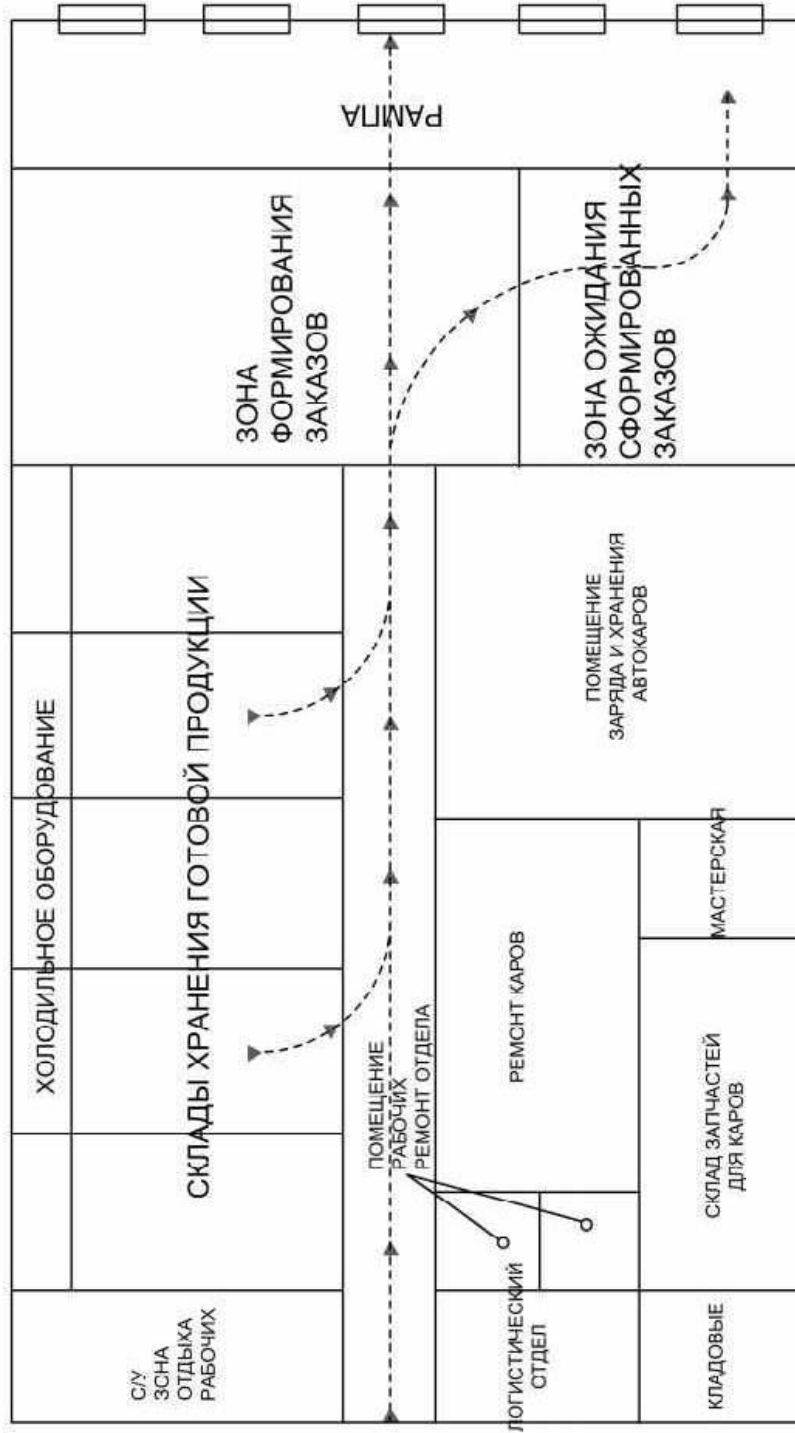 РАМПА
ЗОНА
ФОРМИРОВАНИЯ
ЗАКАЗОВ
ЗОНА ОЖИДАНИЯ
СФОРМИРОВАННЫХ
ЗАКАЗОВ
ХОЛОДИЛЬНОЕ ОБОРУДОВАНИЕ
СКЛАДЫ ХРАНЕНИЯ ГОТОВОЙ ПРОДУКЦИИ
ПОМЕЩЕНИЕ
ЗАРЯДА И ХРАНЕНИЯ
АВТОКАРОВ
МАСТЕРСКАЯ
РЕМОНТ КАРОВ
ПОМЕЩЕНИЕ
РАБОЧИХ
РЕМОНТ ОТДЕЛА
СКЛАД ЗАПЧАСТЕЙ
ДЛЯ КАРОВ
С/У
ЗСНА
ОТДЫХА
РАБОЧИХ
ЛОГИСТИЧЕСКИЙ
ОТДЕЛ
КЛАДОВЫЕ